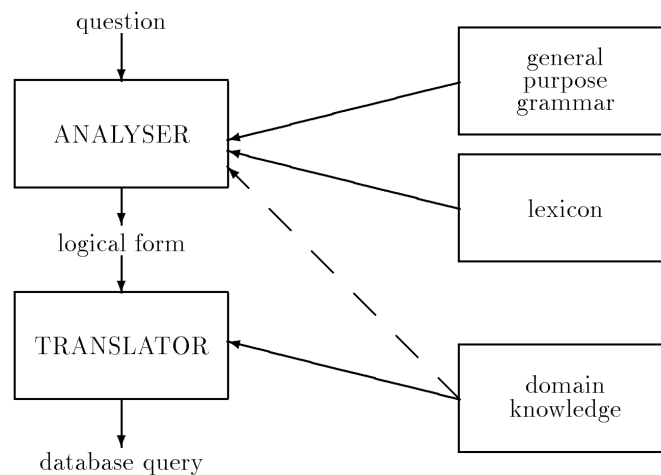 question
ANALYSER
logical form
TRANSLATOR
database query
general
purpose
grammar
lexicon
domain
knowledge